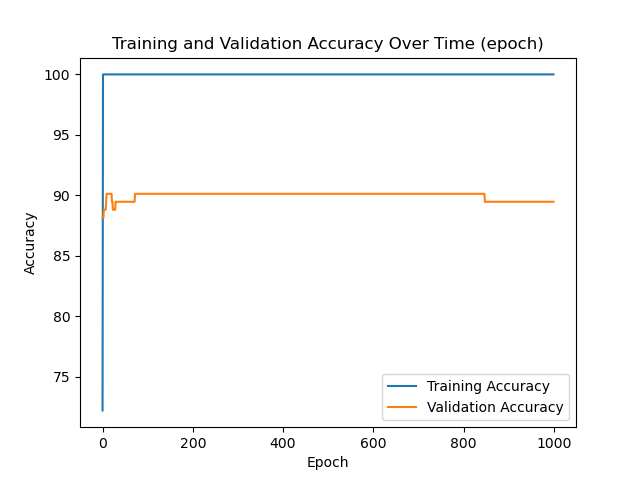 Training and Validation Accuracy Over Time (epoch)
100
95
90
85
80
75
Accuracy
0
200
400
600
800
1000
Epoch
Training Accuracy
Validation Accuracy